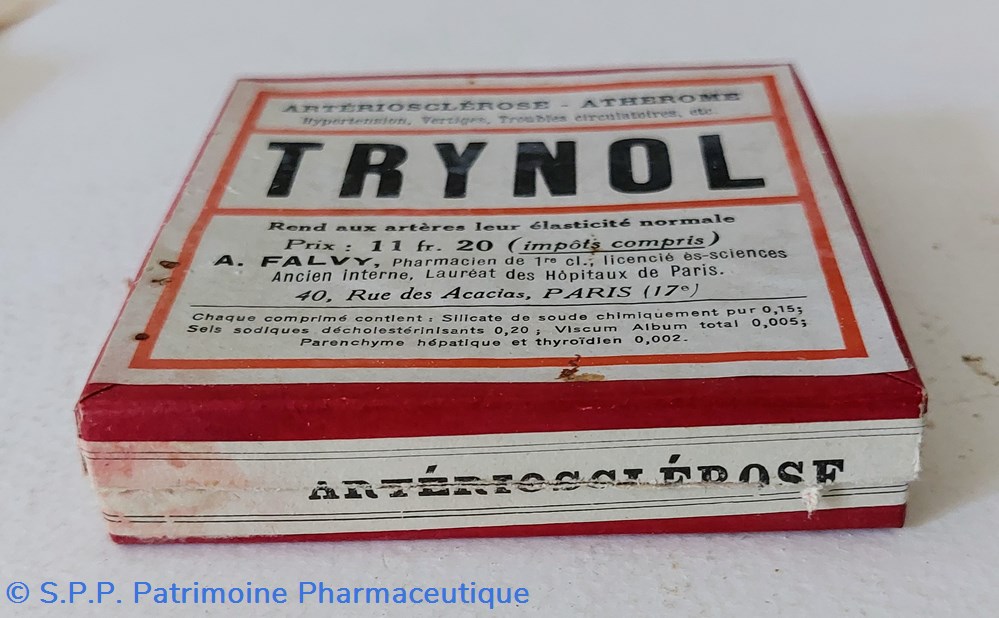 ARTÉRIOSCLÉROSE - ATHEROME
Hypertension, Vertiges, Troubles circulatoires, etc.
TRYNOL
Rend aux artères leur élasticité normale
Prix : 11 fr. 20 (impôts compris)
A. FALVY, Pharmacien de 1re cl., licencié ès-sciences
Ancien interne, Lauréat des Hôpitaux de Paris.
40, Rue des Acacias, PARIS (17e)
Chaque comprimé contient : Silicate de soude chimiquement pur 0,15;
Sels sodiques décholestérinisants 0,20 ; Viscum Album total 0,005;
Parenchyme hépatique et thyroïdien 0,002.
ARTÉRIOSCLÉROSE
© S.P.P. Patrimoine Pharmaceutique